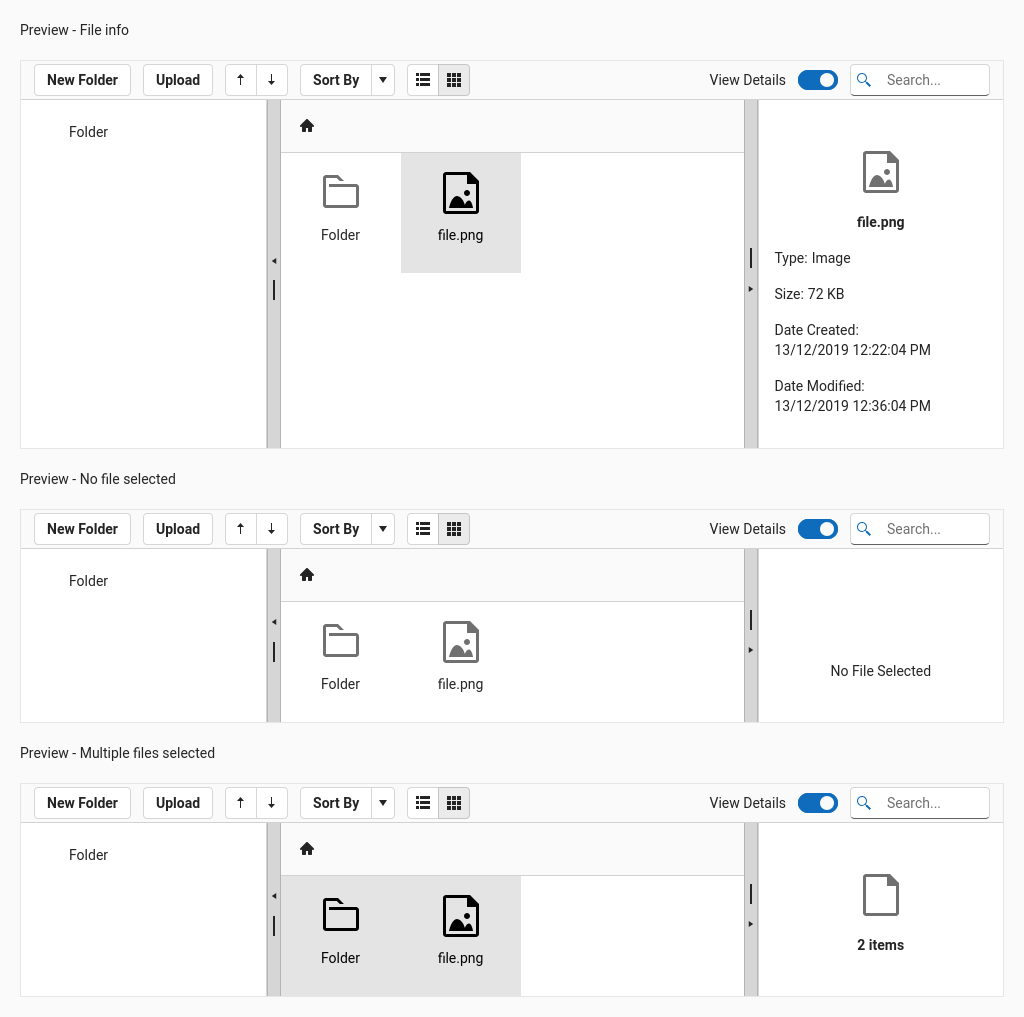 Preview - File info
New Folder Upload Sort By View Details Search...
Folder
Folder file.png
file.png
Type: Image
Size: 72 KB
Date Created:
13/12/2019 12:22:04 PM
Date Modified:
13/12/2019 12:36:04 PM
Preview - No file selected
New Folder Upload Sort By View Details Search...
Folder
Folder file.png
No File Selected
Preview - Multiple files selected
New Folder Upload Sort By View Details Search...
Folder
Folder file.png
2 items